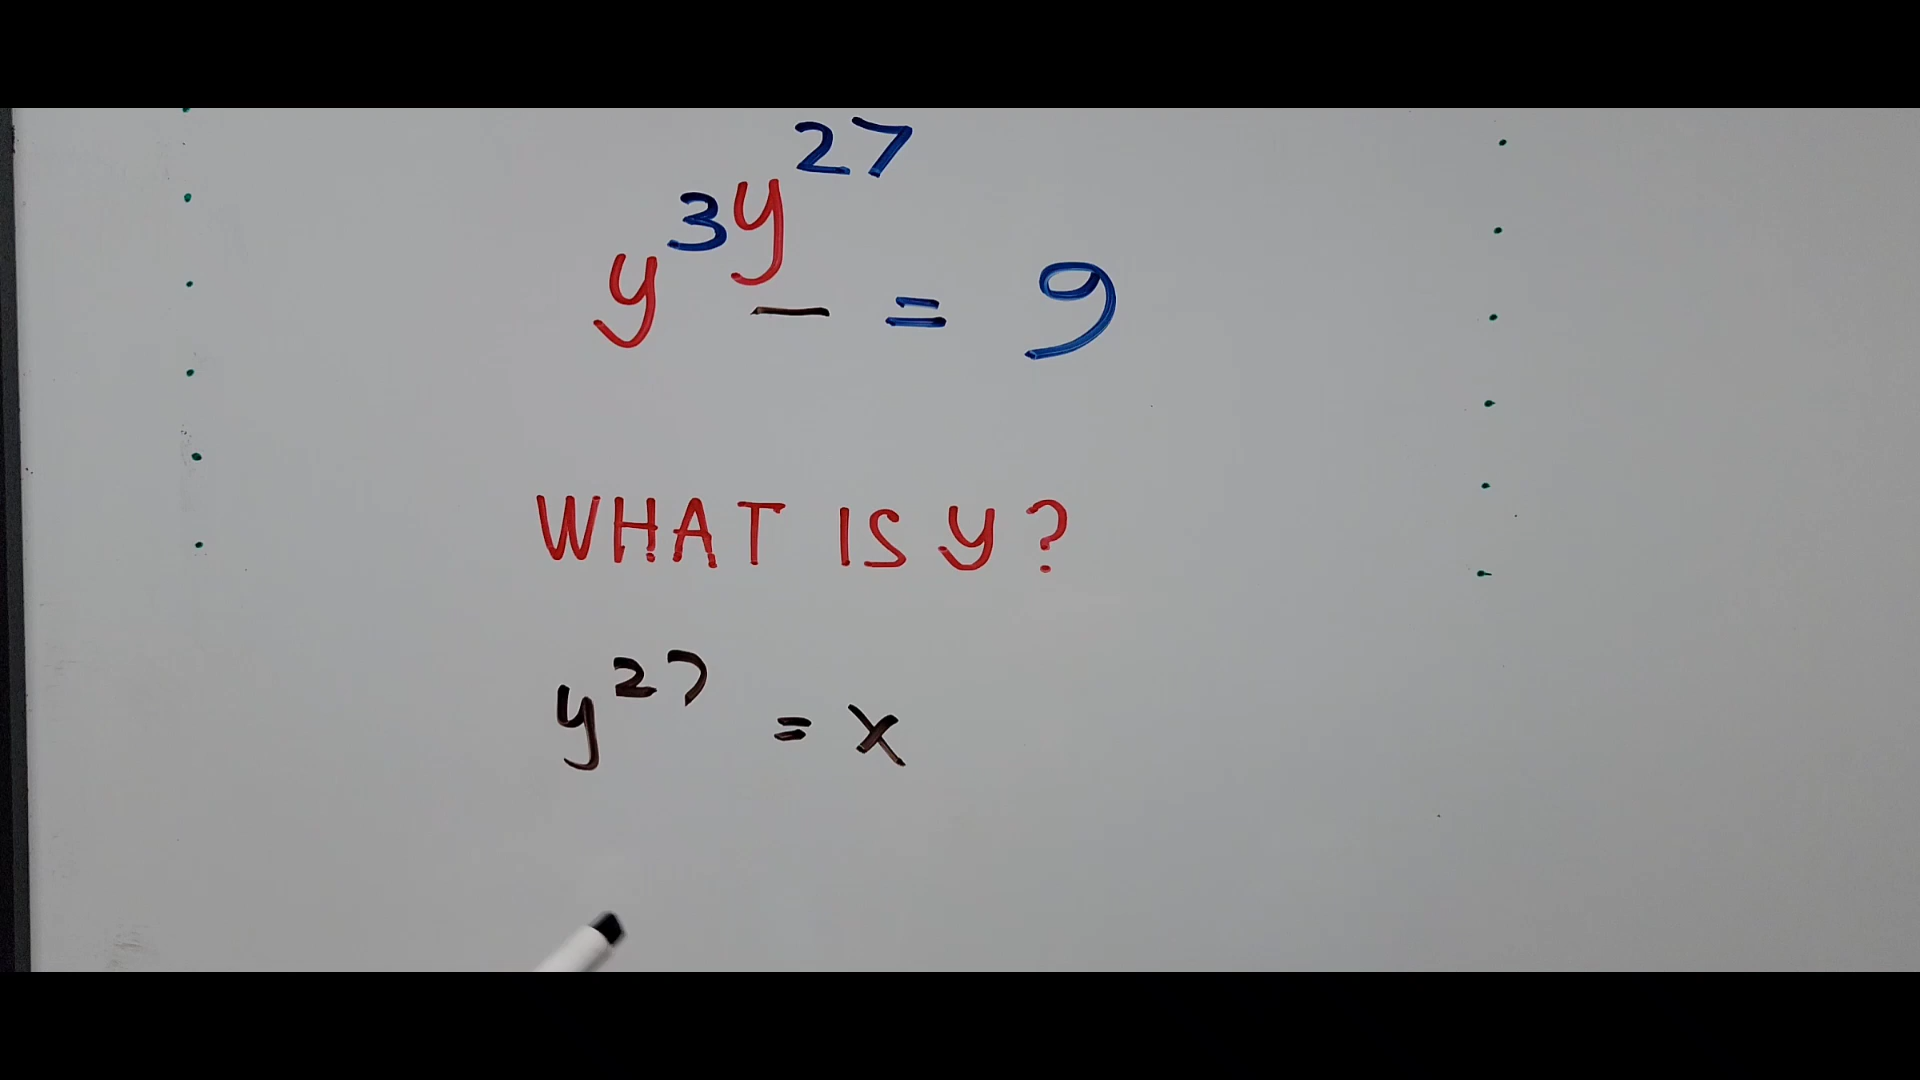 y^3y^27 _ = 9
WHAT IS y?
y^27 = x